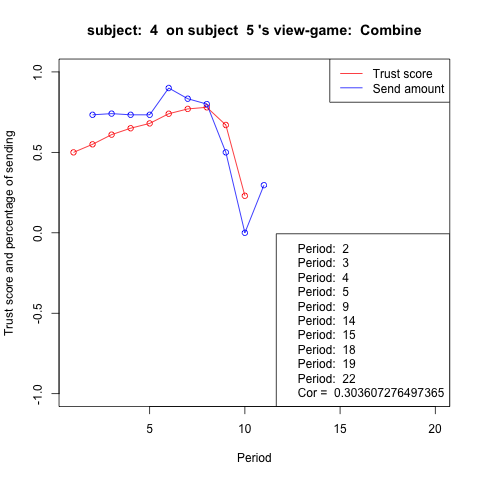 subject:  4  on subject  5 's view-game:  Combine
Trust score
Send amount
Trust score and percentage of sending
1.0
0.5
0.0
-0.5
-1.0
Period:  2
Period:  3
Period:  4
Period:  5
Period:  9
Period:  14
Period:  15
Period:  18
Period:  19
Period:  22
Cor =  0.303607276497365
5 10 15 20
Period